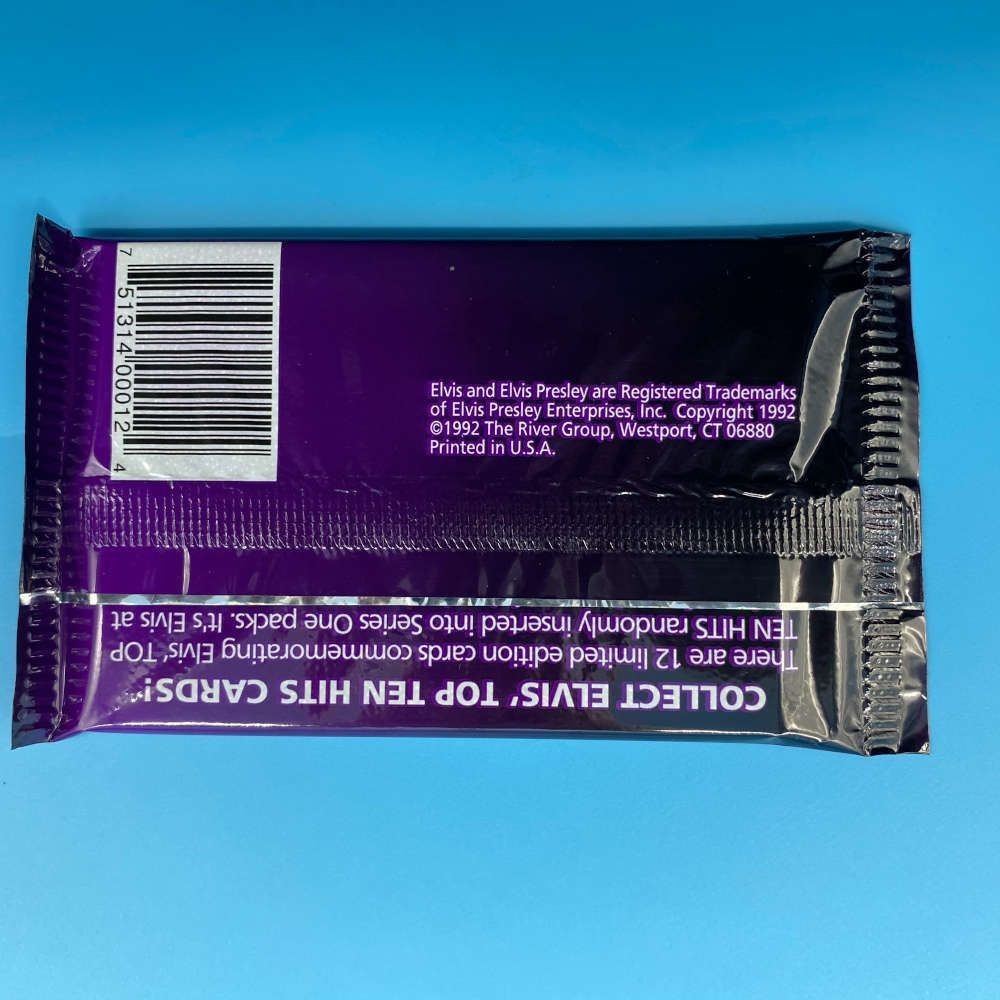 7 51314 00012 4
Elvis and Elvis Presley are Registered Trademarks
of Elvis Presley Enterprises, Inc. Copyright 1992
©1992 The River Group, Westport, CT 06880
Printed in U.S.A.
COLLECT ELVIS' TOP TEN HITS CARDS!™
There are 12 limited edition cards commemorating Elvis' TOP
TEN HITS randomly inserted into Series One packs. It's Elvis at